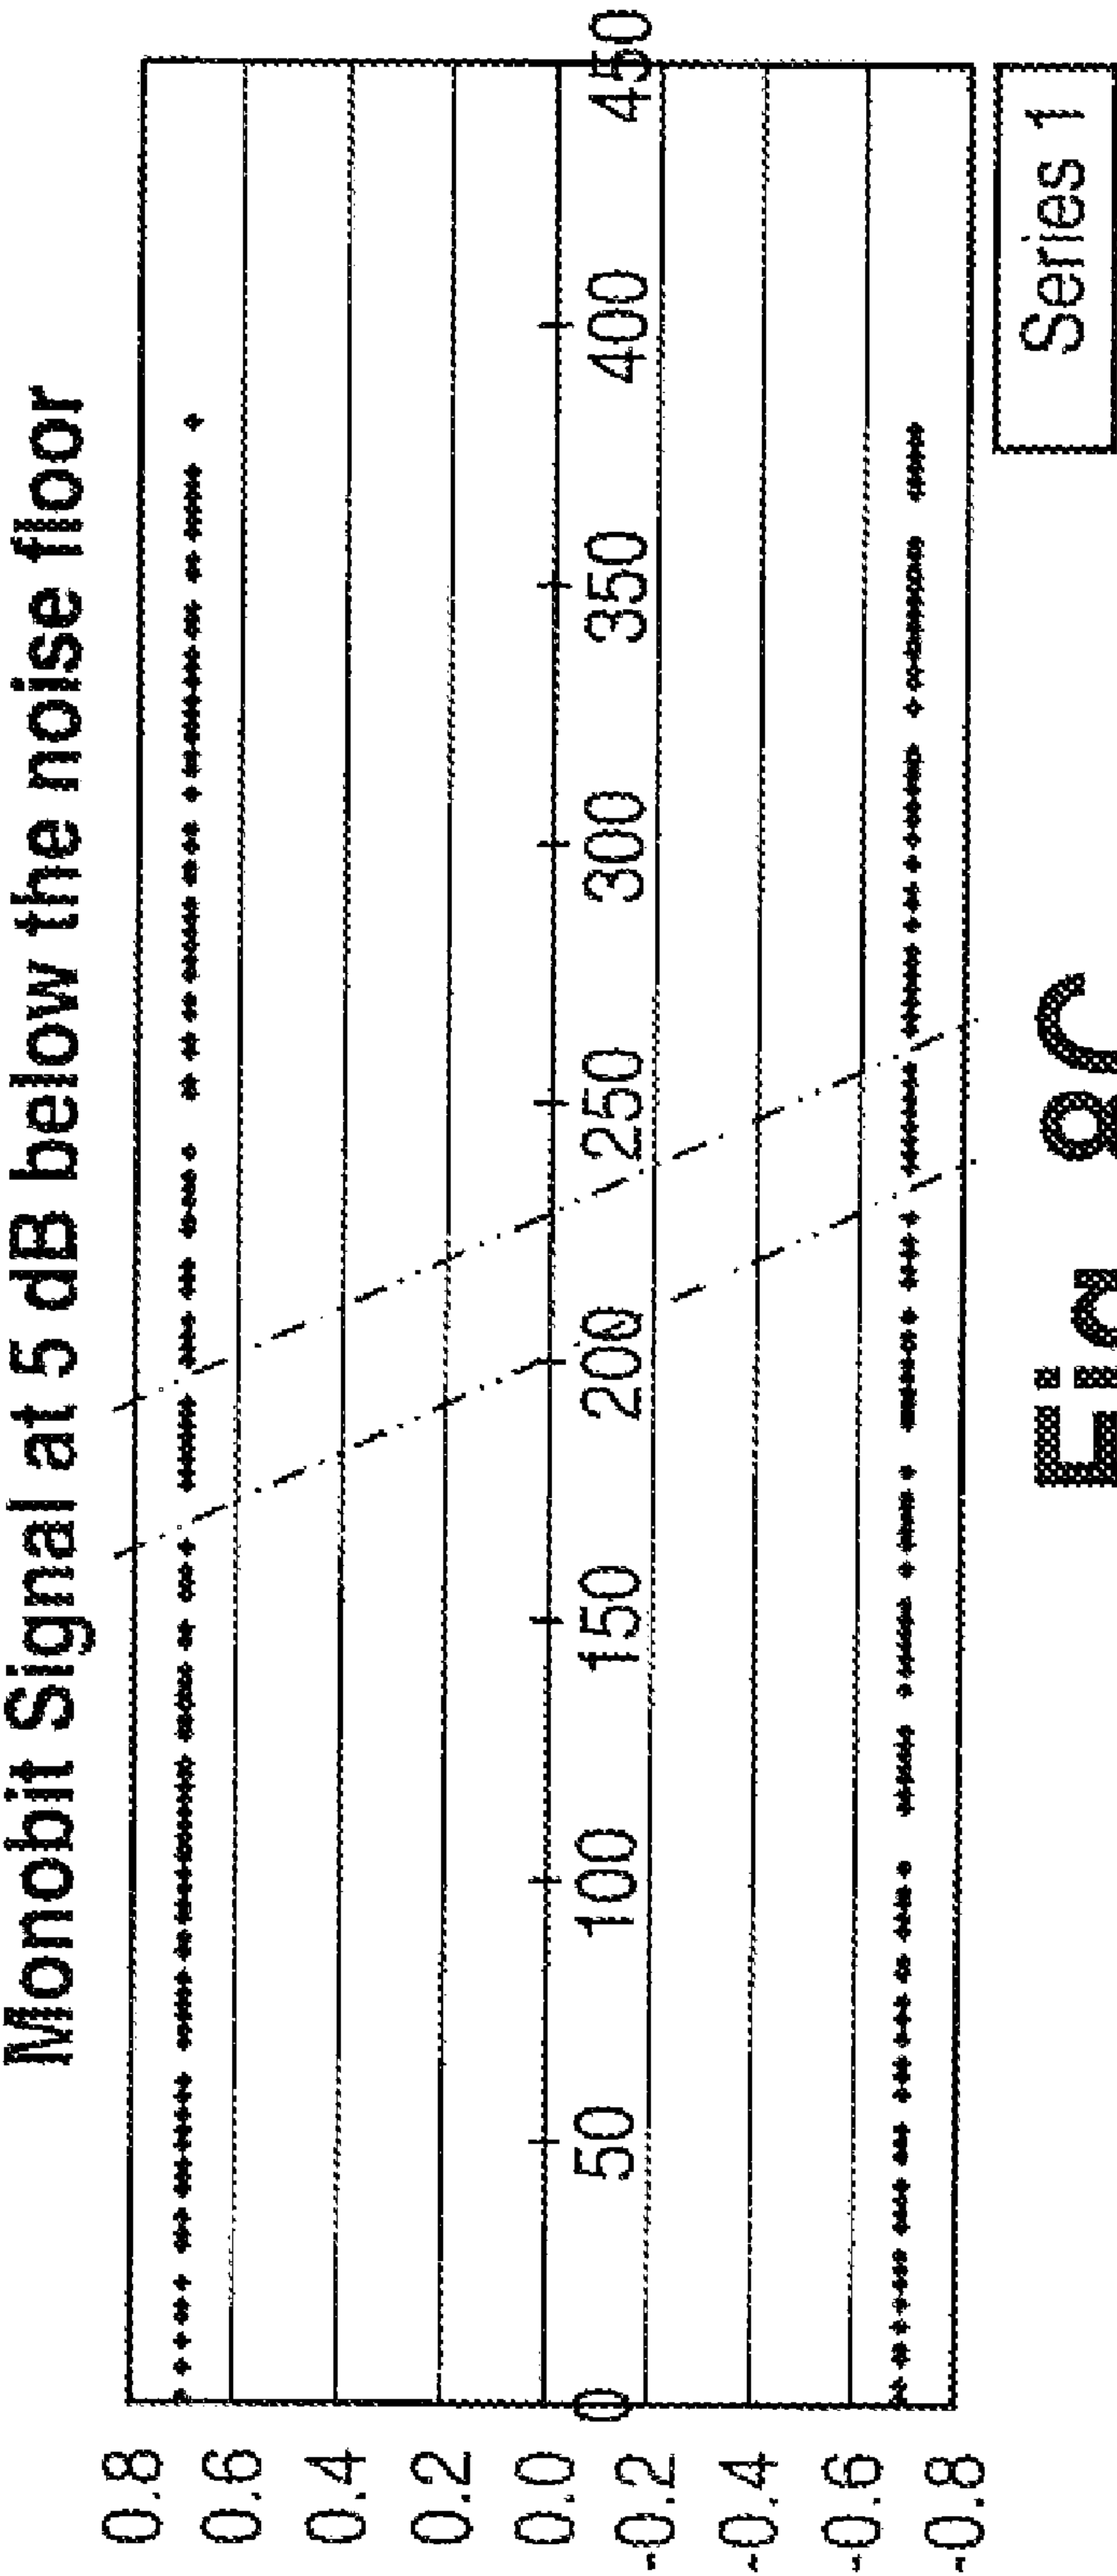 Monobit Signal at 5 dB below the noise floor
0.8
0.6
0.4
0.2
0.0
-0.2
-0.4
-0.6
-0.8
0 50 100 150 200 250 300 350 400 450
Series 1
Fig. 8C